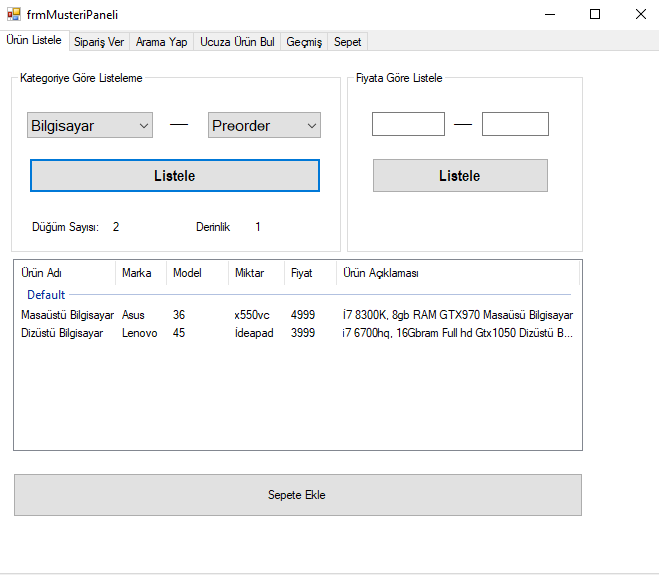 frmMusteriPaneli
Ürün Listele Sipariş Ver Arama Yap Ucuza Ürün Bul Geçmiş Sepet
Kategoriye Göre Listeleme
Bilgisayar — Preorder
Listele
Düğüm Sayısı: 2 Derinlik 1
Fiyata Göre Listele
—
Listele
Ürün Adı Marka Model Miktar Fiyat Ürün Açıklaması
Default
Masaüstü Bilgisayar Asus 36 x550vc 4999 İ7 8300K, 8gb RAM GTX970 Masaüsü Bilgisayar
Dizüstü Bilgisayar Lenovo 45 İdeapad 3999 i7 6700hq, 16Gbram Full hd Gtx1050 Dizüstü B...
Sepete Ekle